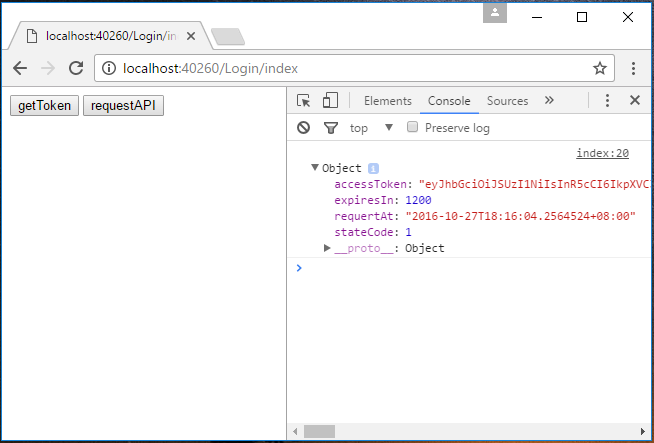 localhost:40260/Login/in
localhost:40260/Login/index
getToken requestAPI
Elements Console Sources
top Preserve log
index:20
Object
accessToken: "eyJhbGciOiJSUzI1NiIsInR5cCI6IkpXVC
expiresIn: 1200
requertAt: "2016-10-27T18:16:04.2564524+08:00"
stateCode: 1
__proto__: Object